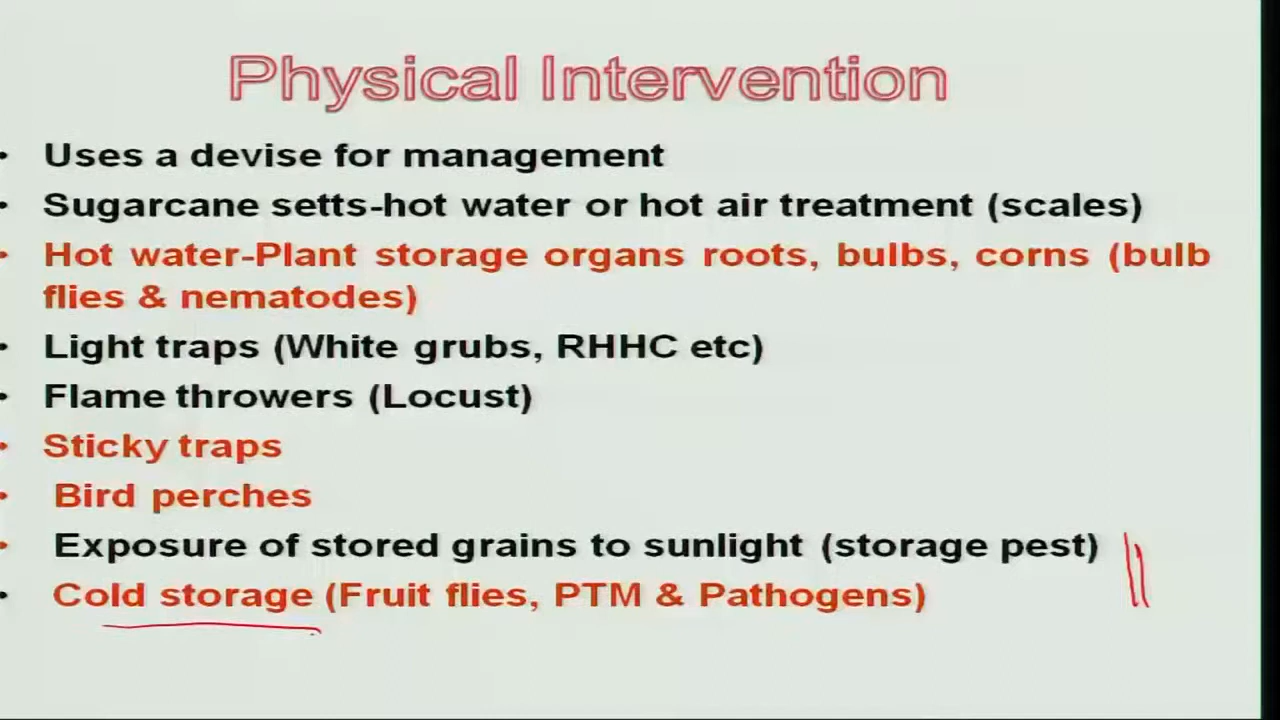 Physical Intervention
• Uses a devise for management
• Sugarcane setts-hot water or hot air treatment (scales)
• Hot water-Plant storage organs roots, bulbs, corns (bulb
flies & nematodes)
• Light traps (White grubs, RHHC etc)
• Flame throwers (Locust)
• Sticky traps
• Bird perches
• Exposure of stored grains to sunlight (storage pest)
• Cold storage (Fruit flies, PTM & Pathogens)